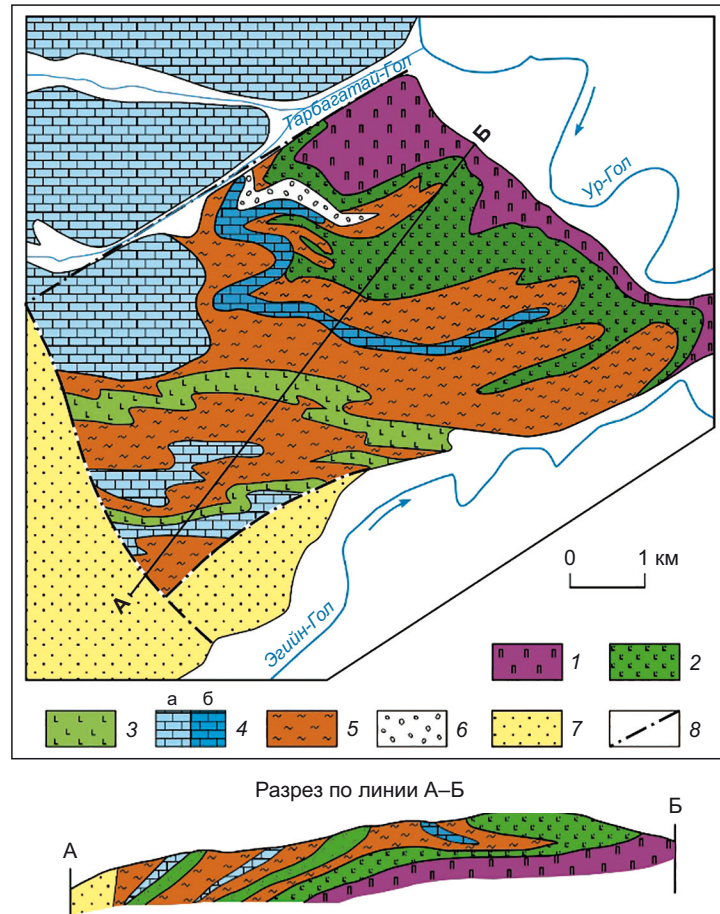 Тарбагатай-Гол
Б
Ур-Гол
А
Эгийн-Гол
0 1 км
1 2
а б
3 4 5 6 7 8
Разрез по линии А–Б
А Б